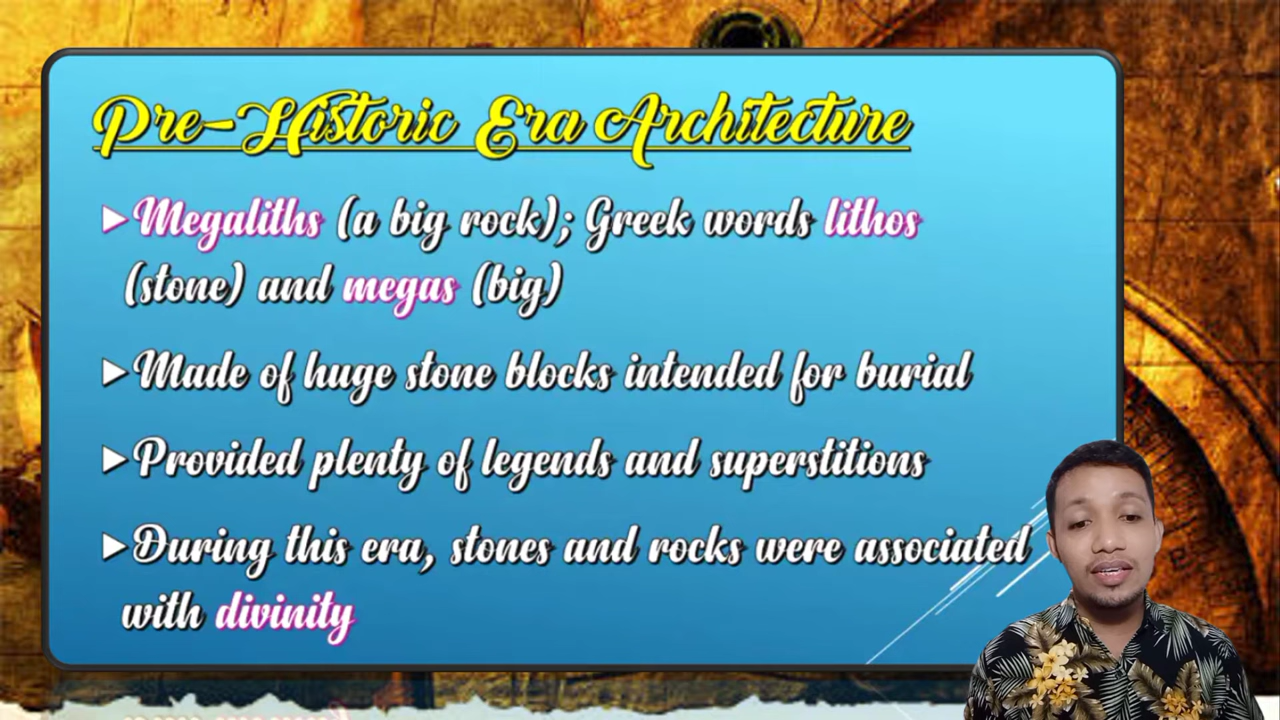 Pre-Historic Era Architecture
►Megaliths (a big rock); Greek words lithos
(stone) and megas (big)
►Made of huge stone blocks intended for burial
►Provided plenty of legends and superstitions
►During this era, stones and rocks were associated
with divinity